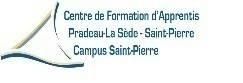 Centre de Formation d'Apprentis
Pradeau-La Sède - Saint-Pierre
Campus Saint-Pierre